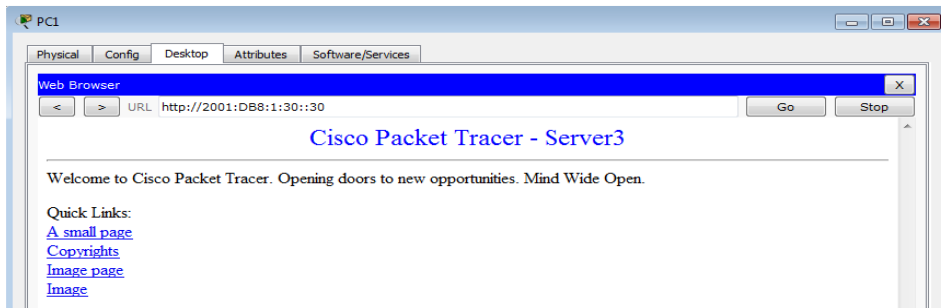 PC1
Physical Config Desktop Attributes Software/Services
Web Browser X
< > URL http://2001:DB8:1:30::30 Go Stop
Cisco Packet Tracer - Server3
Welcome to Cisco Packet Tracer. Opening doors to new opportunities. Mind Wide Open.
Quick Links:
A small page
Copyrights
Image page
Image